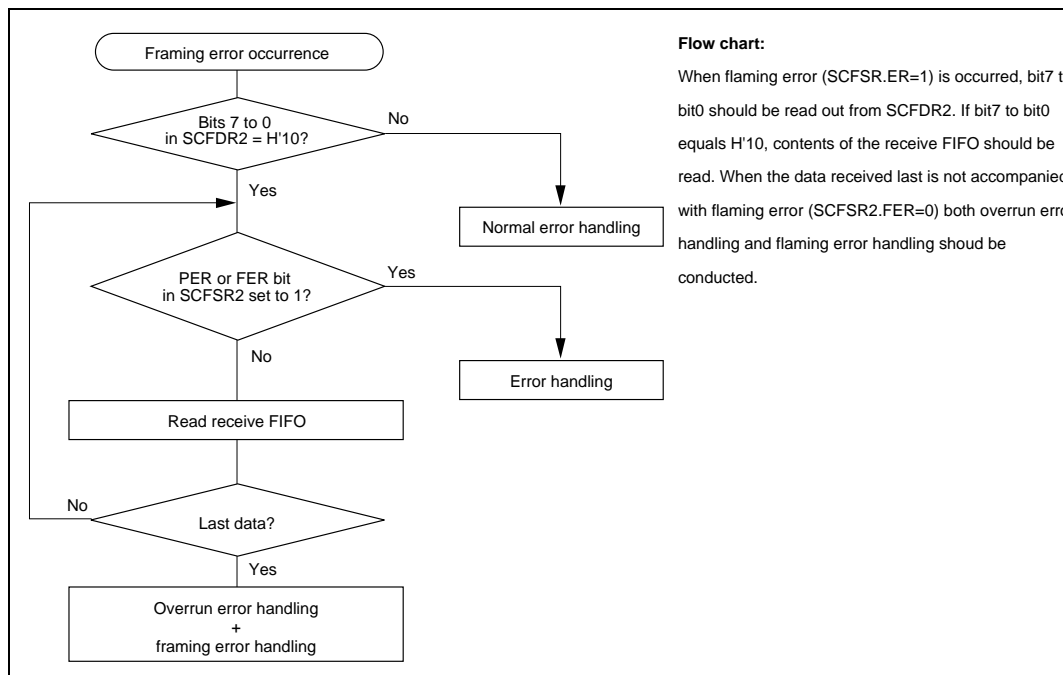 Framing error occurrence
Bits 7 to 0
in SCFDR2 = H'10?
No
Yes
Normal error handling
PER or FER bit
in SCFSR2 set to 1?
Yes
No
Error handling
Read receive FIFO
No
Last data?
Yes
Overrun error handling
+
framing error handling
Flow chart:
When flaming error (SCFSR.ER=1) is occurred, bit7 t
bit0 should be read out from SCFDR2. If bit7 to bit0
equals H'10, contents of the receive FIFO should be
read. When the data received last is not accompanied
with flaming error (SCFSR2.FER=0) both overrun erro
handling and flaming error handling shoud be
conducted.